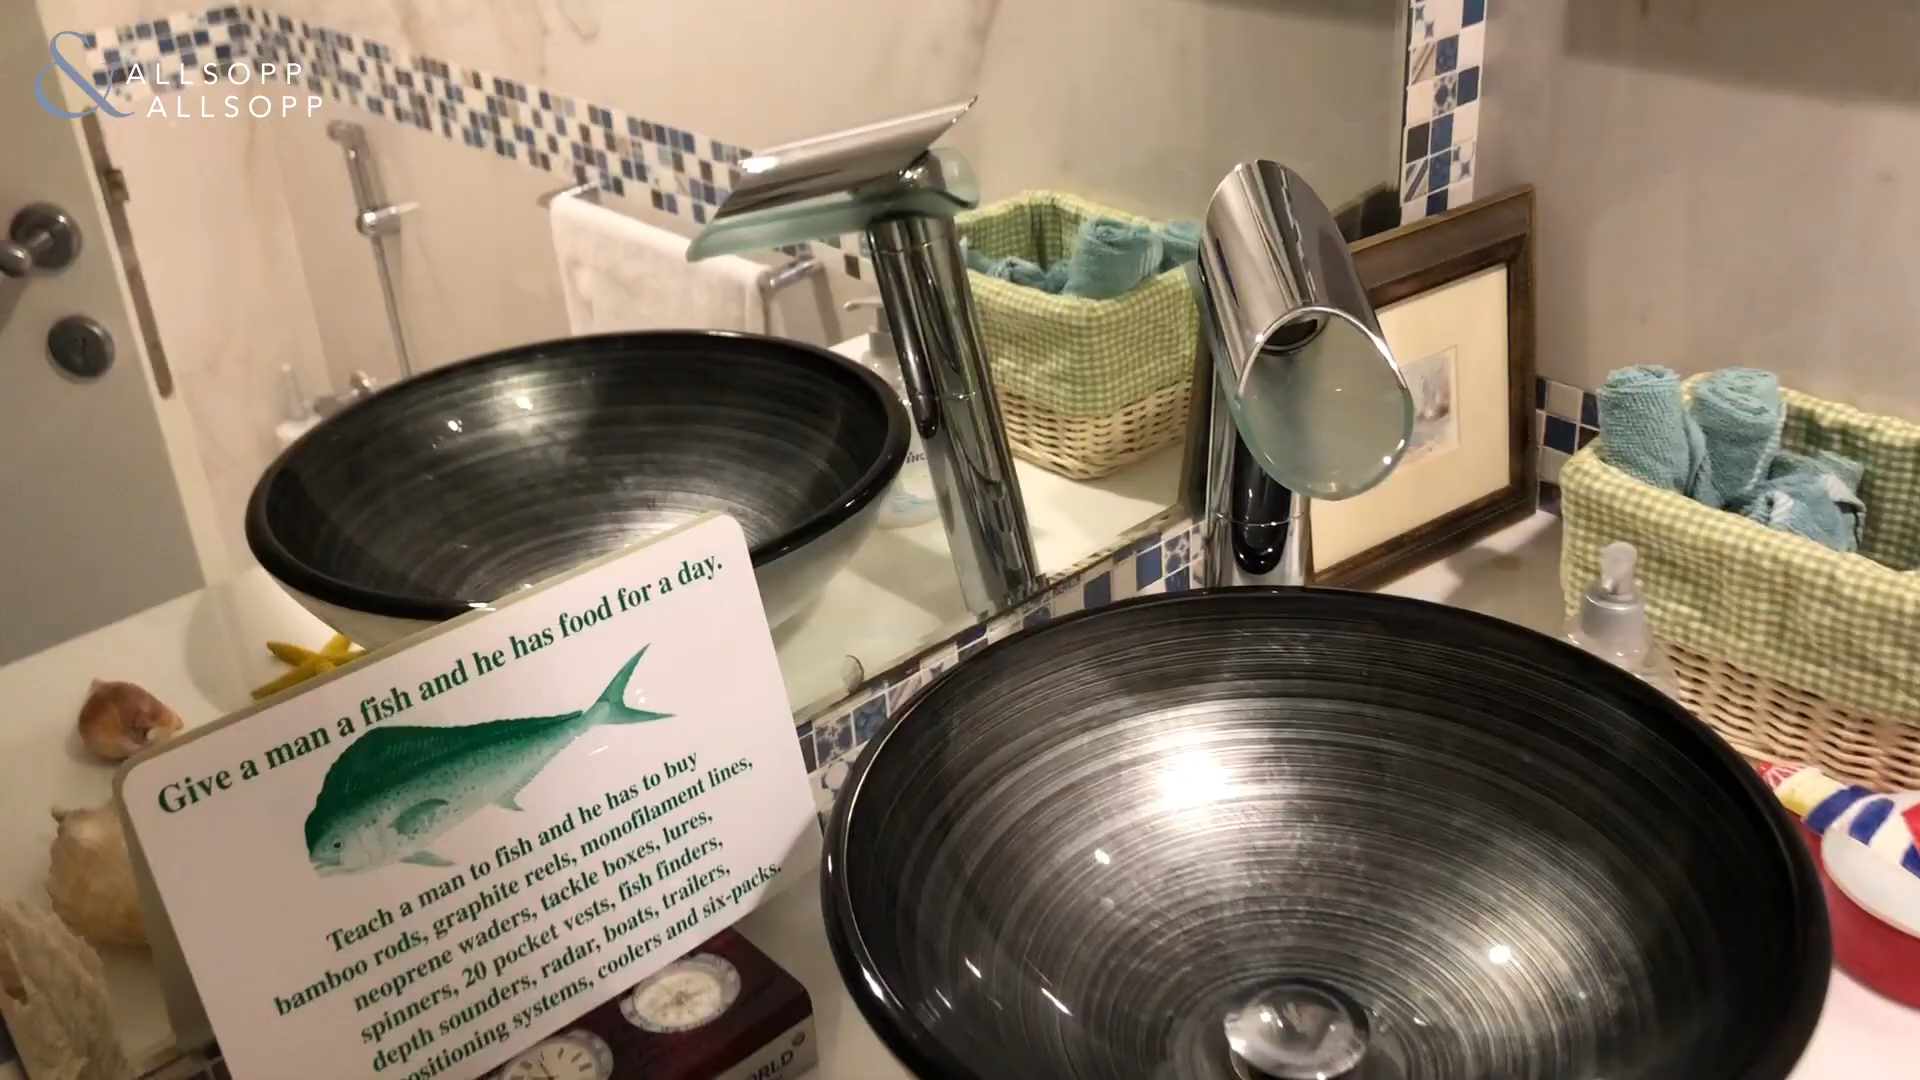 ALLSOPP
ALLSOPP
Give a man a fish and he has food for a day.
Teach a man to fish and he has to buy
bamboo rods, graphite reels, monofilament lines,
neoprene waders, tackle boxes, lures,
spinners, 20 pocket vests, fish finders,
depth sounders, radar, boats, trailers,
ositioning systems, coolers and six-packs.